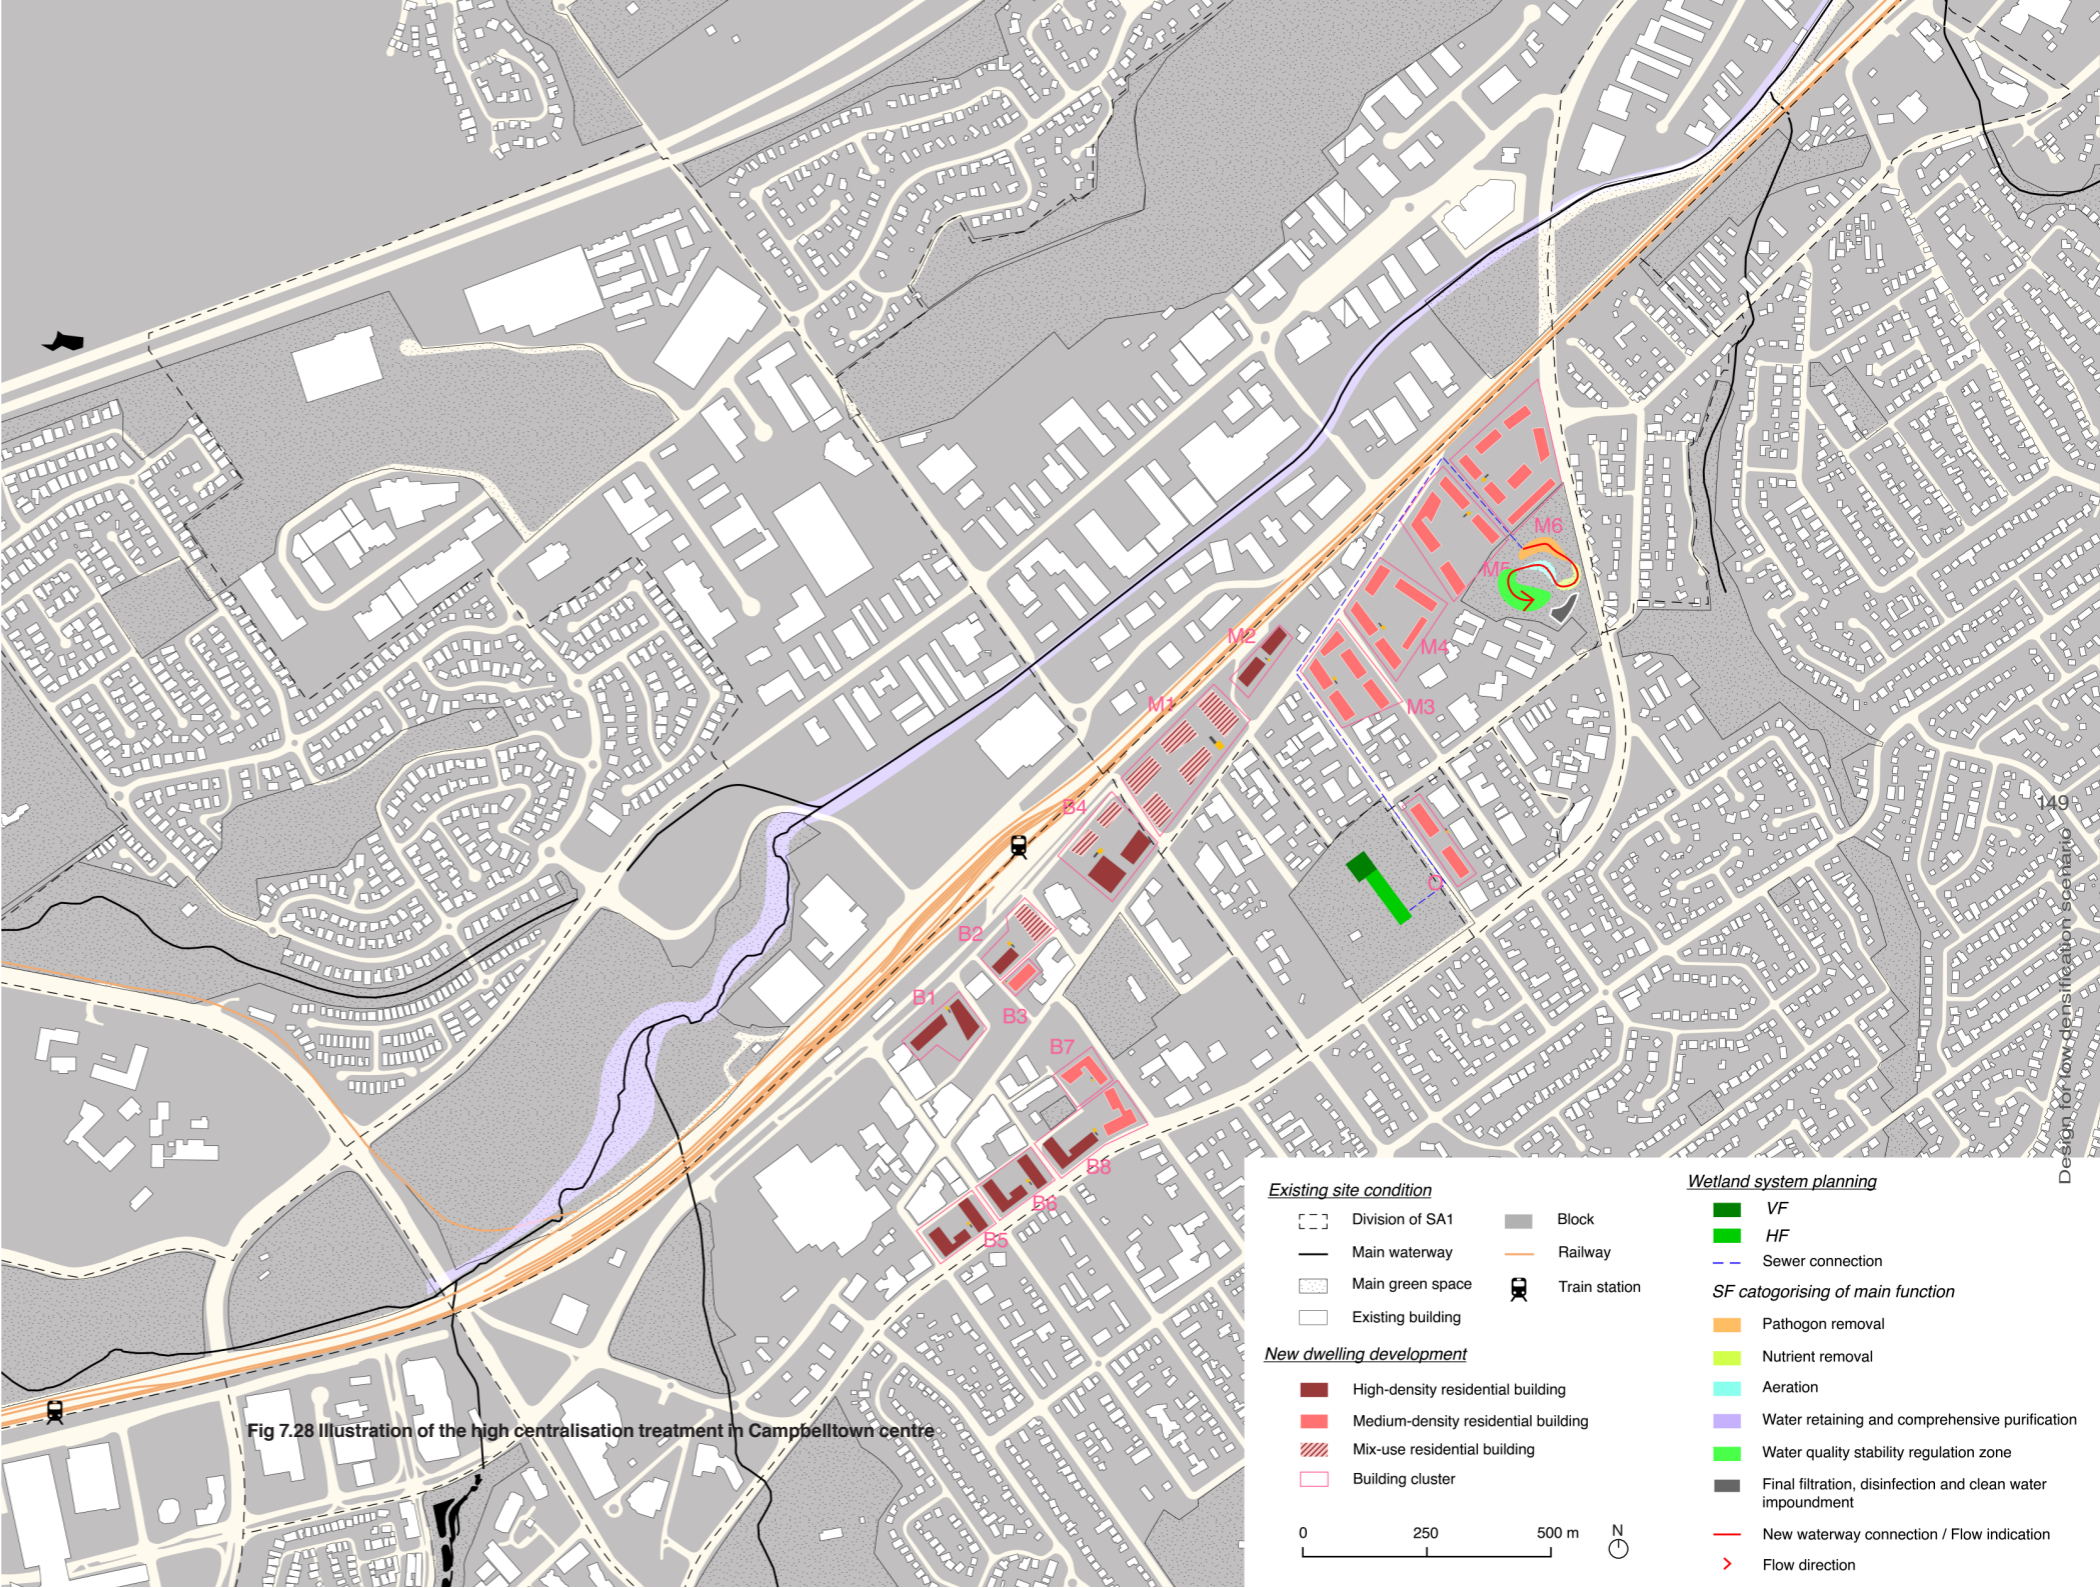 M6
M5
M2
M4
M1
M3
B4
O
B2
B1
B3
B7
B8
B6
B5
149
Design for low-densification scenario
Fig 7.28 Illustration of the high centralisation treatment in Campbelltown centre
Existing site condition
Division of SA1
Block
Main waterway
Railway
Main green space
Train station
Existing building
New dwelling development
High-density residential building
Medium-density residential building
Mix-use residential building
Building cluster
0
250
500 m
N
Wetland system planning
VF
HF
Sewer connection
SF catogorising of main function
Pathogon removal
Nutrient removal
Aeration
Water retaining and comprehensive purification
Water quality stability regulation zone
Final filtration, disinfection and clean water
impoundment
New waterway connection / Flow indication
Flow direction